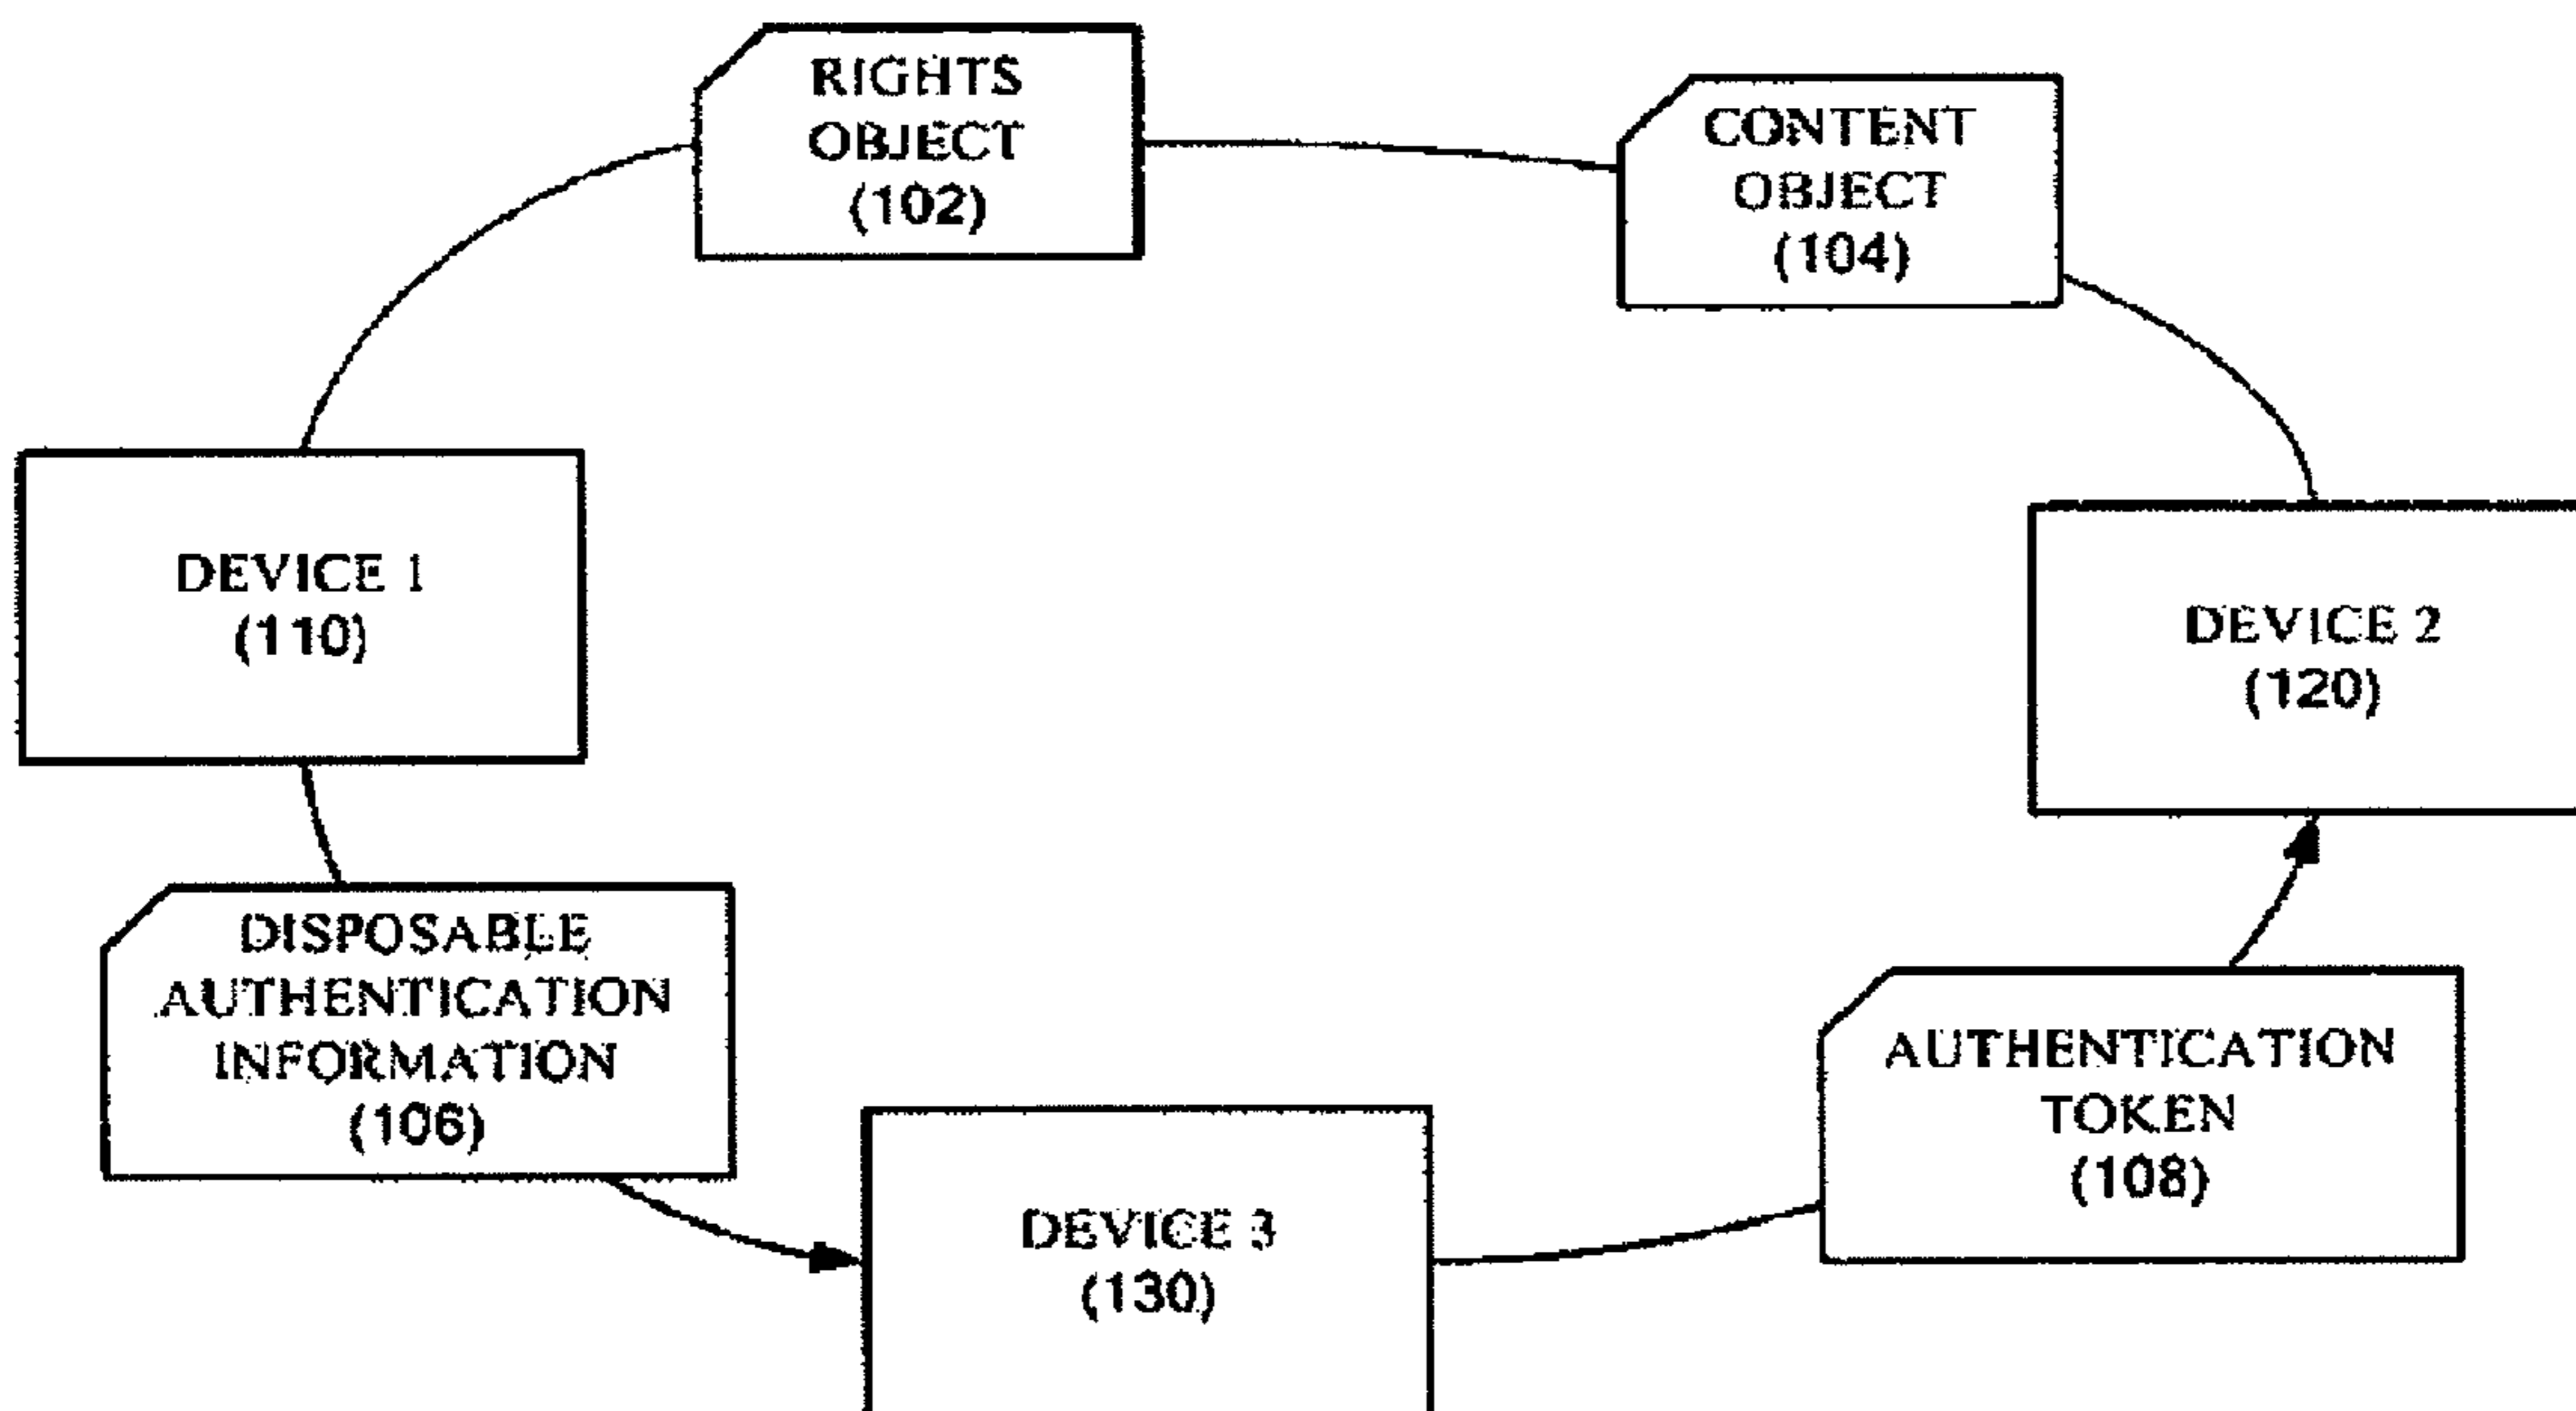 RIGHTS
OBJECT
(102)
CONTENT
OBJECT
(104)
DEVICE 1
(110)
DEVICE 2
(120)
DISPOSABLE
AUTHENTICATION
INFORMATION
(106)
AUTHENTICATION
TOKEN
(108)
DEVICE 3
(130)